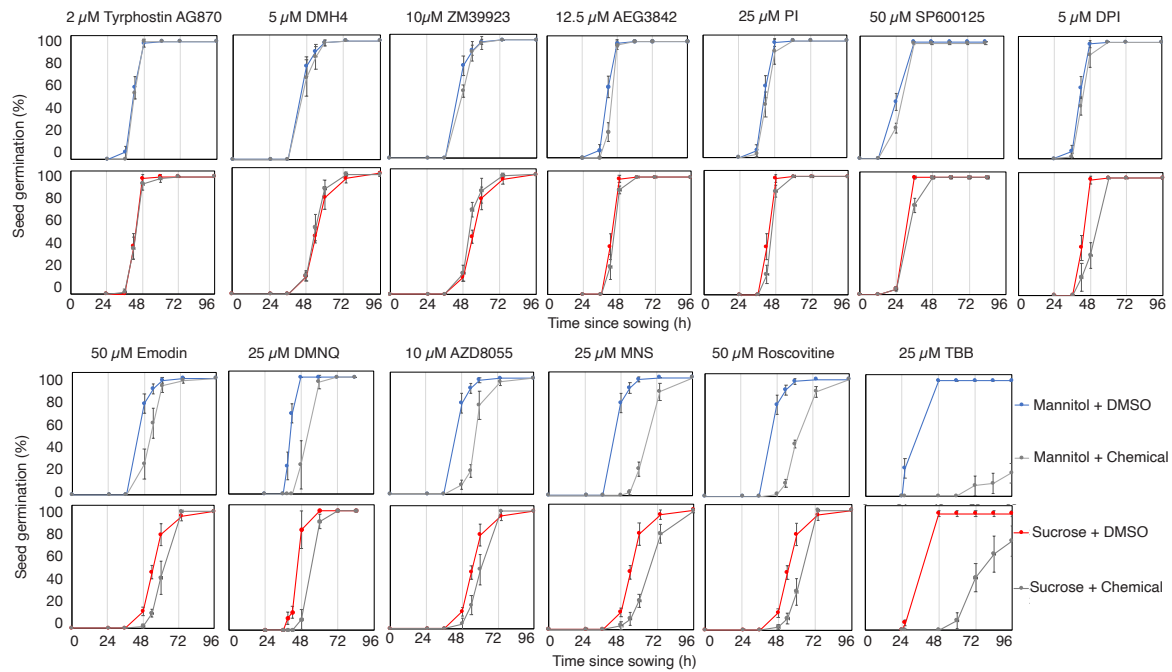 2 µM Tyrphostin AG870 5 µM DMH4 10µM ZM39923 12.5 µM AEG3842 25 µM PI 50 µM SP600125 5 µM DPI
100
80
60
40
20
0
100
80
60
40
20
0
Seed germination (%)
0 24 48 72 96 0 24 48 72 96 0 24 48 72 96 0 24 48 72 96 0 24 48 72 96 0 24 48 72 96 0 24 48 72 96
Time since sowing (h)
50 µM Emodin 25 µM DMNQ 10 µM AZD8055 25 µM MNS 50 µM Roscovitine 25 µM TBB
100
80
60
40
20
0
100
80
60
40
20
0
Seed germination (%)
Mannitol + DMSO
Mannitol + Chemical
Sucrose + DMSO
Sucrose + Chemical
0 24 48 72 96 0 24 48 72 96 0 24 48 72 96 0 24 48 72 96 0 24 48 72 96 0 24 48 72 96
Time since sowing (h)